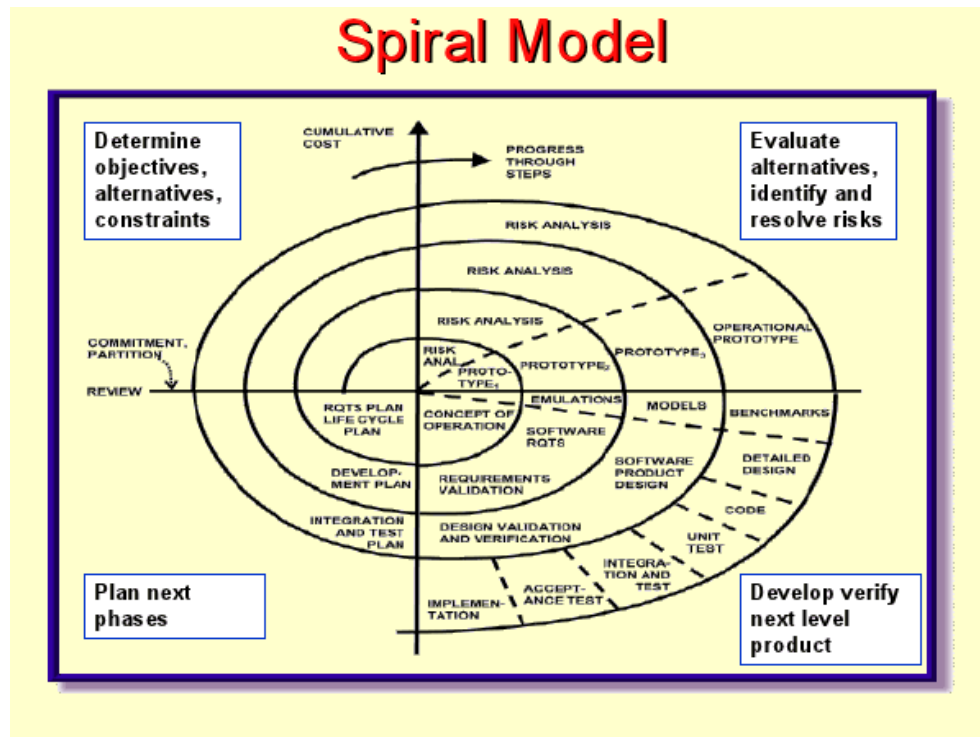 Spiral Model
Determine
objectives,
alternatives,
constraints
CUMULATIVE
COST
PROGRESS
THROUGH
STEPS
Evaluate
alternatives,
identify and
resolve risks
RISK ANALYSIS
RISK ANALYSIS
RISK ANALYSIS
RISK
ANAL.
PROTO-
TYPE1
PROTOTYPE2
PROTOTYPE3
OPERATIONAL
PROTOTYPE
COMMITMENT,
PARTITION
REVIEW
RQTS PLAN
LIFE CYCLE
PLAN
CONCEPT OF
OPERATION
EMULATIONS
MODELS
BENCHMARKS
SOFTWARE
RQTS
SOFTWARE
PRODUCT
DESIGN
DETAILED
DESIGN
DEVELOP-
MENT PLAN
REQUIREMENTS
VALIDATION
CODE
INTEGRATION
AND TEST
PLAN
DESIGN VALIDATION
AND VERIFICATION
UNIT
TEST
INTEGRA-
TION AND
TEST
ACCEPT-
ANCE TEST
IMPLEMEN-
TATION
Plan next
phases
Develop verify
next level
product